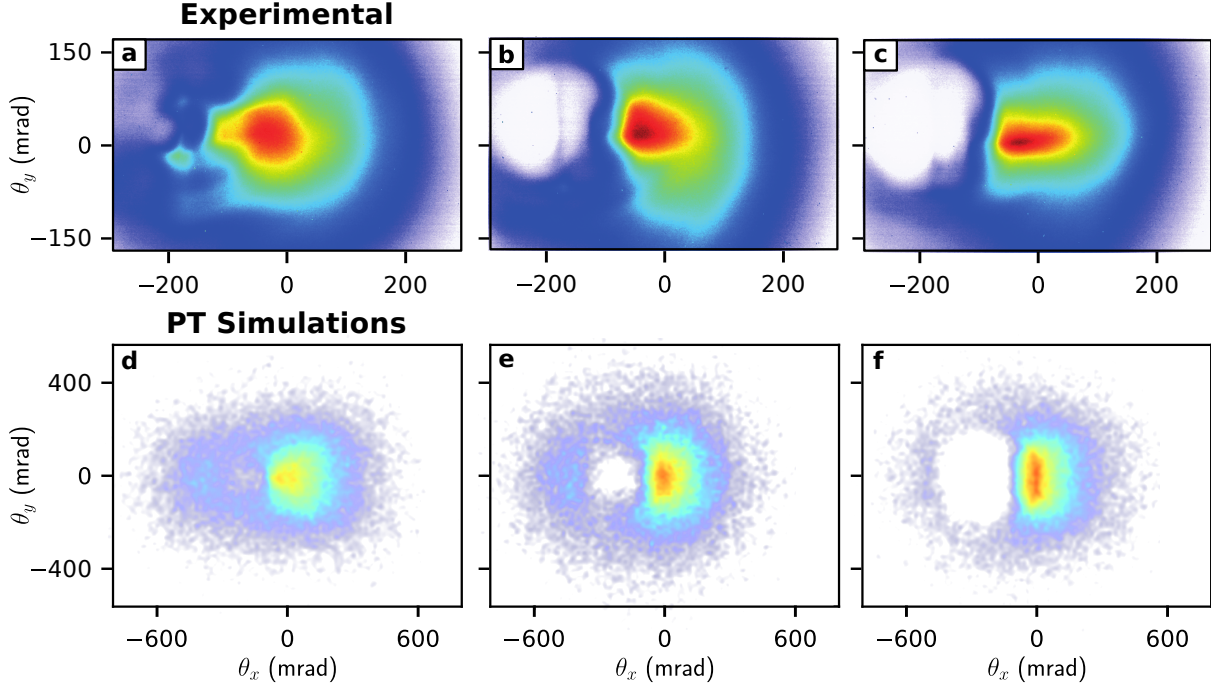 Experimental
a b c
150
0
−150
θy (mrad)
−200 0 200 −200 0 200 −200 0 200
PT Simulations
d e f
400
0
−400
θy (mrad)
−600 0 600 −600 0 600 −600 0 600
θx (mrad) θx (mrad) θx (mrad)